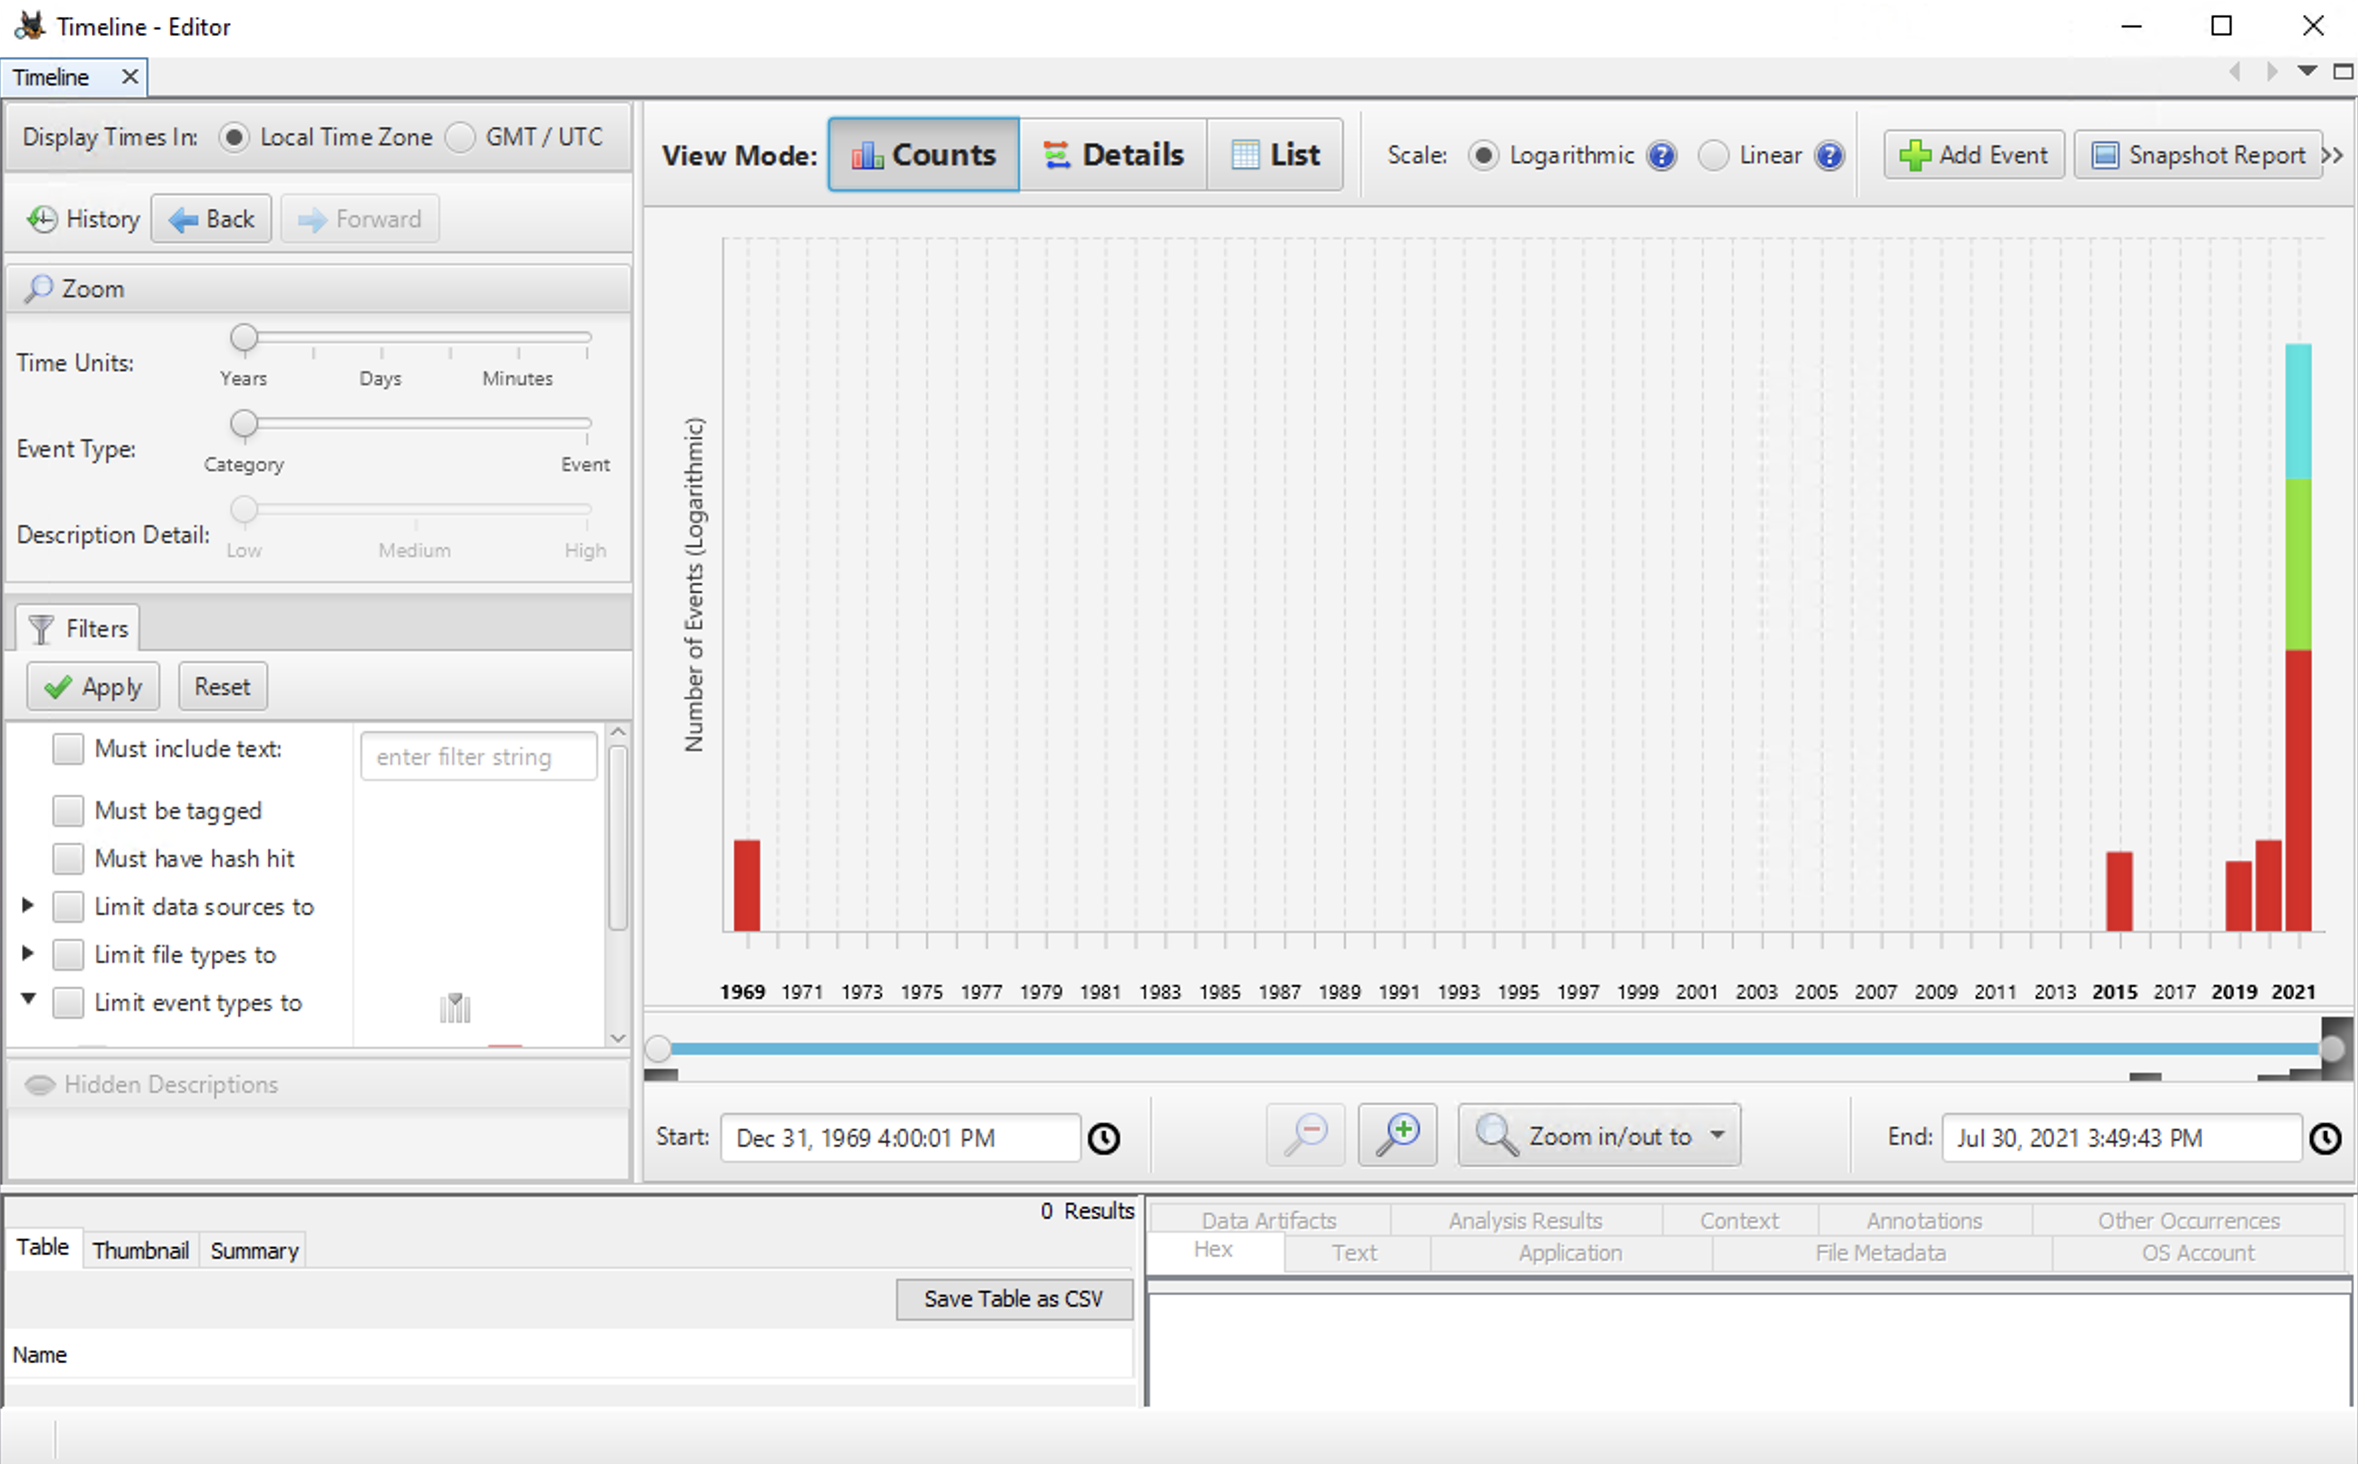 Timeline - Editor
Timeline
Display Times In: Local Time Zone GMT / UTC
View Mode: Counts Details List Scale: Logarithmic ? Linear ? Add Event Snapshot Report >>
History Back Forward
Zoom
Time Units:
Years Days Minutes
Event Type:
Category Event
Description Detail:
Low Medium High
Filters
Apply Reset
Must include text: enter filter string
Must be tagged
Must have hash hit
Limit data sources to
Limit file types to
Limit event types to
Hidden Descriptions
Number of Events (Logarithmic)
1969 1971 1973 1975 1977 1979 1981 1983 1985 1987 1989 1991 1993 1995 1997 1999 2001 2003 2005 2007 2009 2011 2013 2015 2017 2019 2021
Start: Dec 31, 1969 4:00:01 PM Zoom in/out to End: Jul 30, 2021 3:49:43 PM
0 Results
Table Thumbnail Summary
Save Table as CSV
Name
Data Artifacts Analysis Results Context Annotations Other Occurrences
Hex Text Application File Metadata OS Account